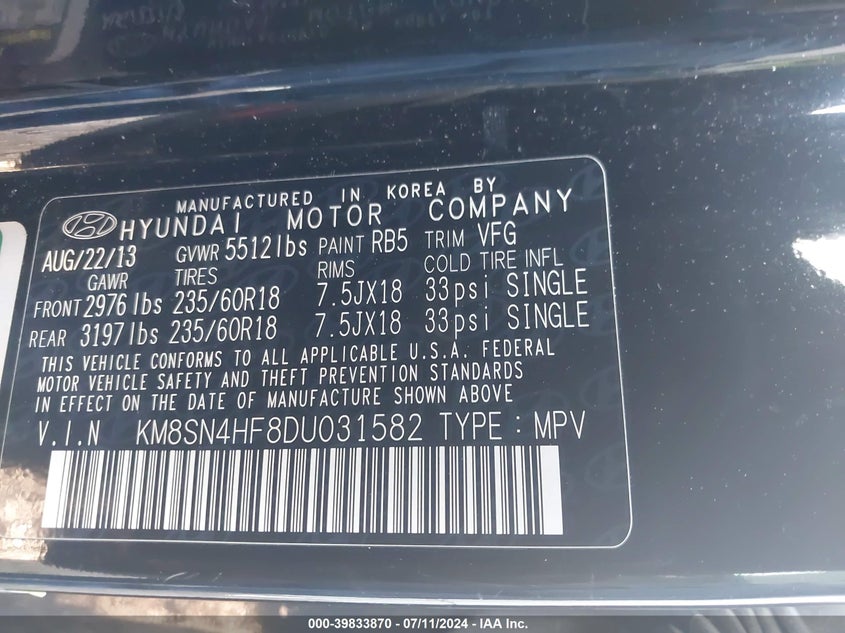 MANUFACTURED IN KOREA BY
HYUNDAI MOTOR COMPANY
AUG/22/13 GVWR 5512lbs PAINT RB5 TRIM VFG
GAWR TIRES RIMS COLD TIRE INFL
FRONT 2976lbs 235/60R18 7.5JX18 33psi SINGLE
REAR 3197lbs 235/60R18 7.5JX18 33psi SINGLE
THIS VEHICLE CONFORMS TO ALL APPLICABLE U.S.A. FEDERAL
MOTOR VEHICLE SAFETY AND THEFT PREVENTION STANDARDS
IN EFFECT ON THE DATE OF MANUFACTURE SHOWN ABOVE
V.I.N KM8SN4HF8DU031582 TYPE : MPV
000-39833870 / 07/11/2024 - IAA Inc.